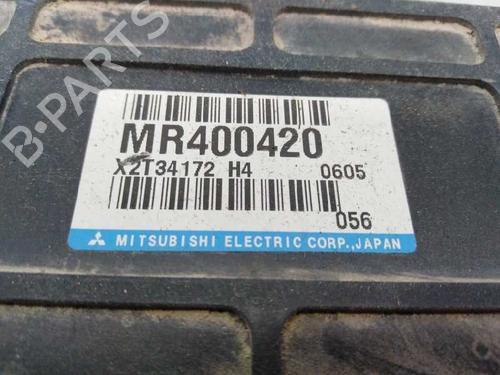 MR400420
X2T34172 H4 0605
056
MITSUBISHI ELECTRIC CORP.,JAPAN
B-PARTS